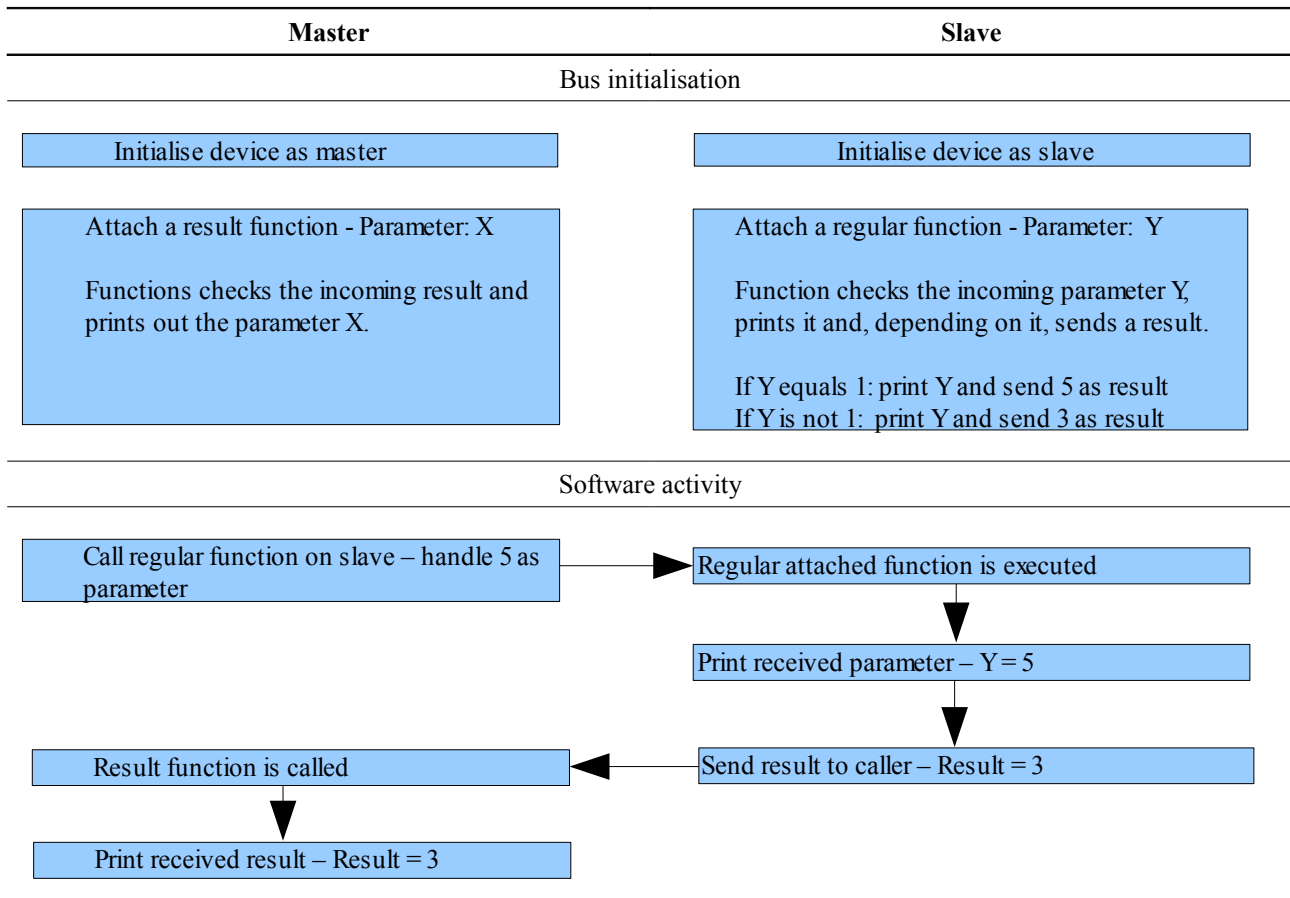 Master Slave
Bus initialisation
Initialise device as master
Initialise device as slave
Attach a result function - Parameter: X
Functions checks the incoming result and
prints out the parameter X.
Attach a regular function - Parameter: Y
Function checks the incoming parameter Y,
prints it and, depending on it, sends a result.
If Y equals 1: print Y and send 5 as result
If Y is not 1: print Y and send 3 as result
Software activity
Call regular function on slave – handle 5 as
parameter
Regular attached function is executed
Print received parameter – Y = 5
Send result to caller – Result = 3
Result function is called
Print received result – Result = 3